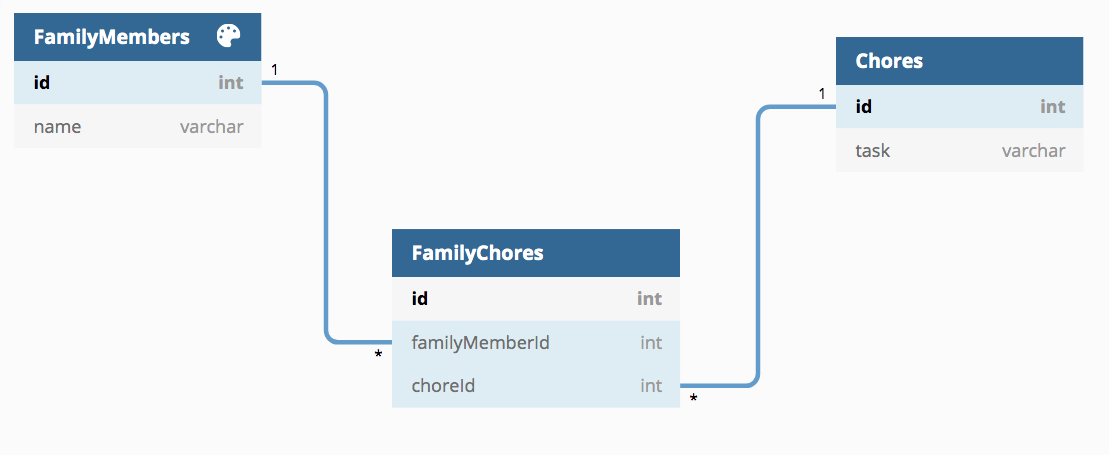 FamilyMembers
id int
name varchar
1
Chores
id int
task varchar
1
FamilyChores
id int
familyMemberId int
choreId int
*
*